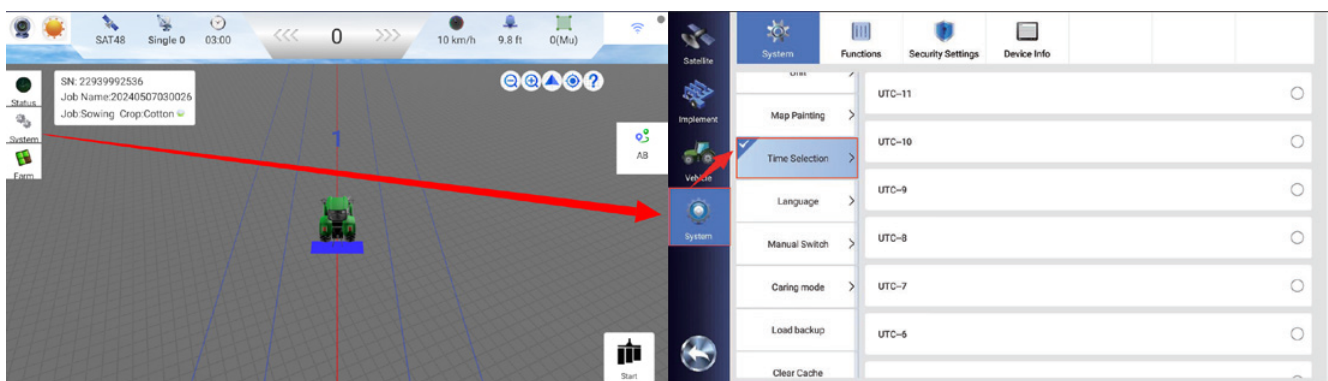 SAT48
Single 0
03:00
<<<
0
>>>
10 km/h
9.8 ft
0(Mu)
SN: 22939992536
Job Name:20240507030026
Job:Sowing Crop:Cotton
?
Status
System
Farm
1
AB
Start
Satellite
Implement
Vehicle
System
System
Functions
Security Settings
Device Info
Unit
Map Painting
Time Selection
Language
Manual Switch
Caring mode
Load backup
Clear Cache
UTC-11
UTC-10
UTC-9
UTC-8
UTC-7
UTC-6